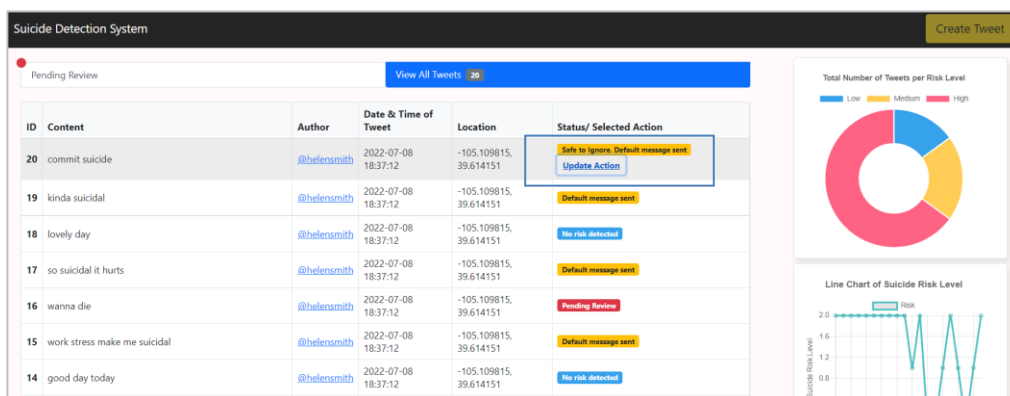 Suicide Detection System
Create Tweet
Pending Review
View All Tweets 20
ID Content Author Date & Time of Tweet Location Status/ Selected Action
20 commit suicide @helensmith 2022-07-08 18:37:12 -105.109815, 39.614151 Safe to Ignore. Default message sent
Update Action
19 kinda suicidal @helensmith 2022-07-08 18:37:12 -105.109815, 39.614151 Default message sent
18 lovely day @helensmith 2022-07-08 18:37:12 -105.109815, 39.614151 No risk detected
17 so suicidal it hurts @helensmith 2022-07-08 18:37:12 -105.109815, 39.614151 Default message sent
16 wanna die @helensmith 2022-07-08 18:37:12 -105.109815, 39.614151 Pending Review
15 work stress make me suicidal @helensmith 2022-07-08 18:37:12 -105.109815, 39.614151 Default message sent
14 good day today @helensmith 2022-07-08 18:37:12 -105.109815, 39.614151 No risk detected
Total Number of Tweets per Risk Level
Low Medium High
Line Chart of Suicide Risk Level
Risk
2.0
1.6
1.2
0.8
Suicide Risk Level